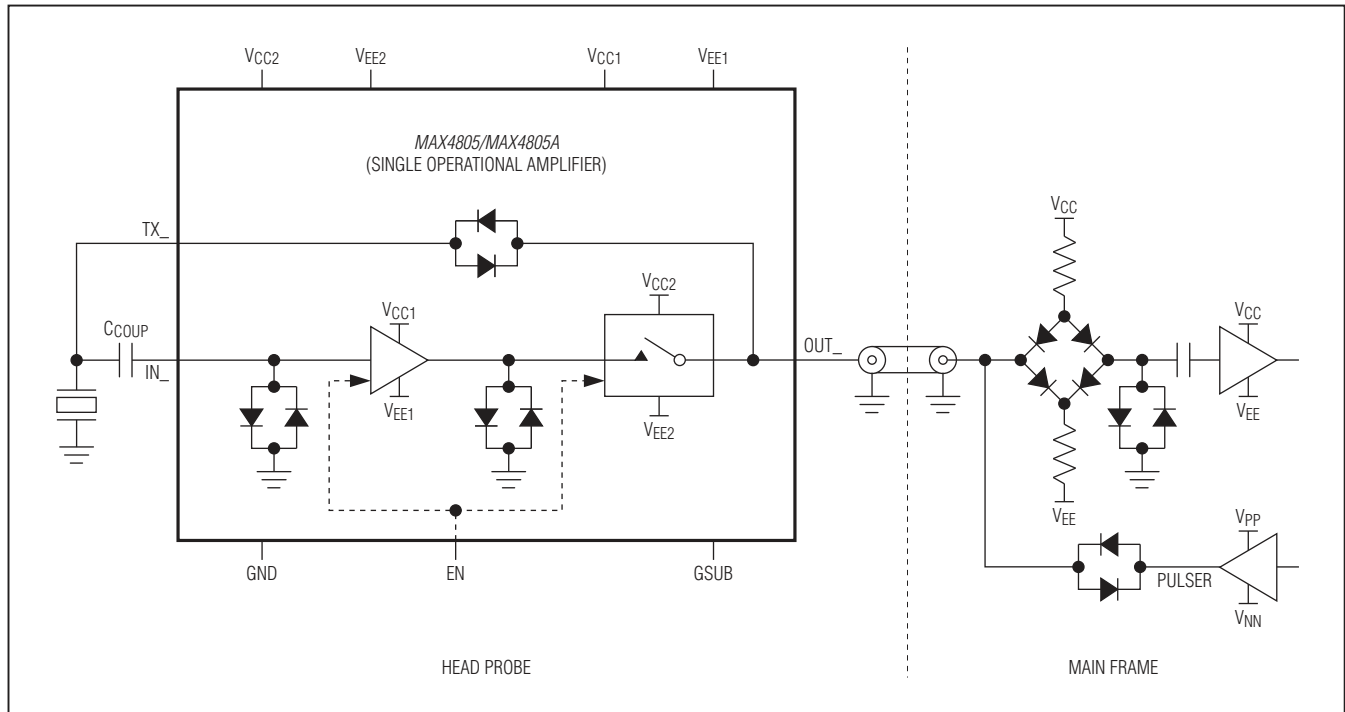 VCC2
VEE2
VCC1
VEE1
MAX4805/MAX4805A
(SINGLE OPERATIONAL AMPLIFIER)
TX_
VCC
VCC1
VCC2
CCOUP
OUT_
VCC
IN_
VEE1
VEE2
VEE
VEE
VPP
PULSER
VNN
GND
EN
GSUB
HEAD PROBE
MAIN FRAME